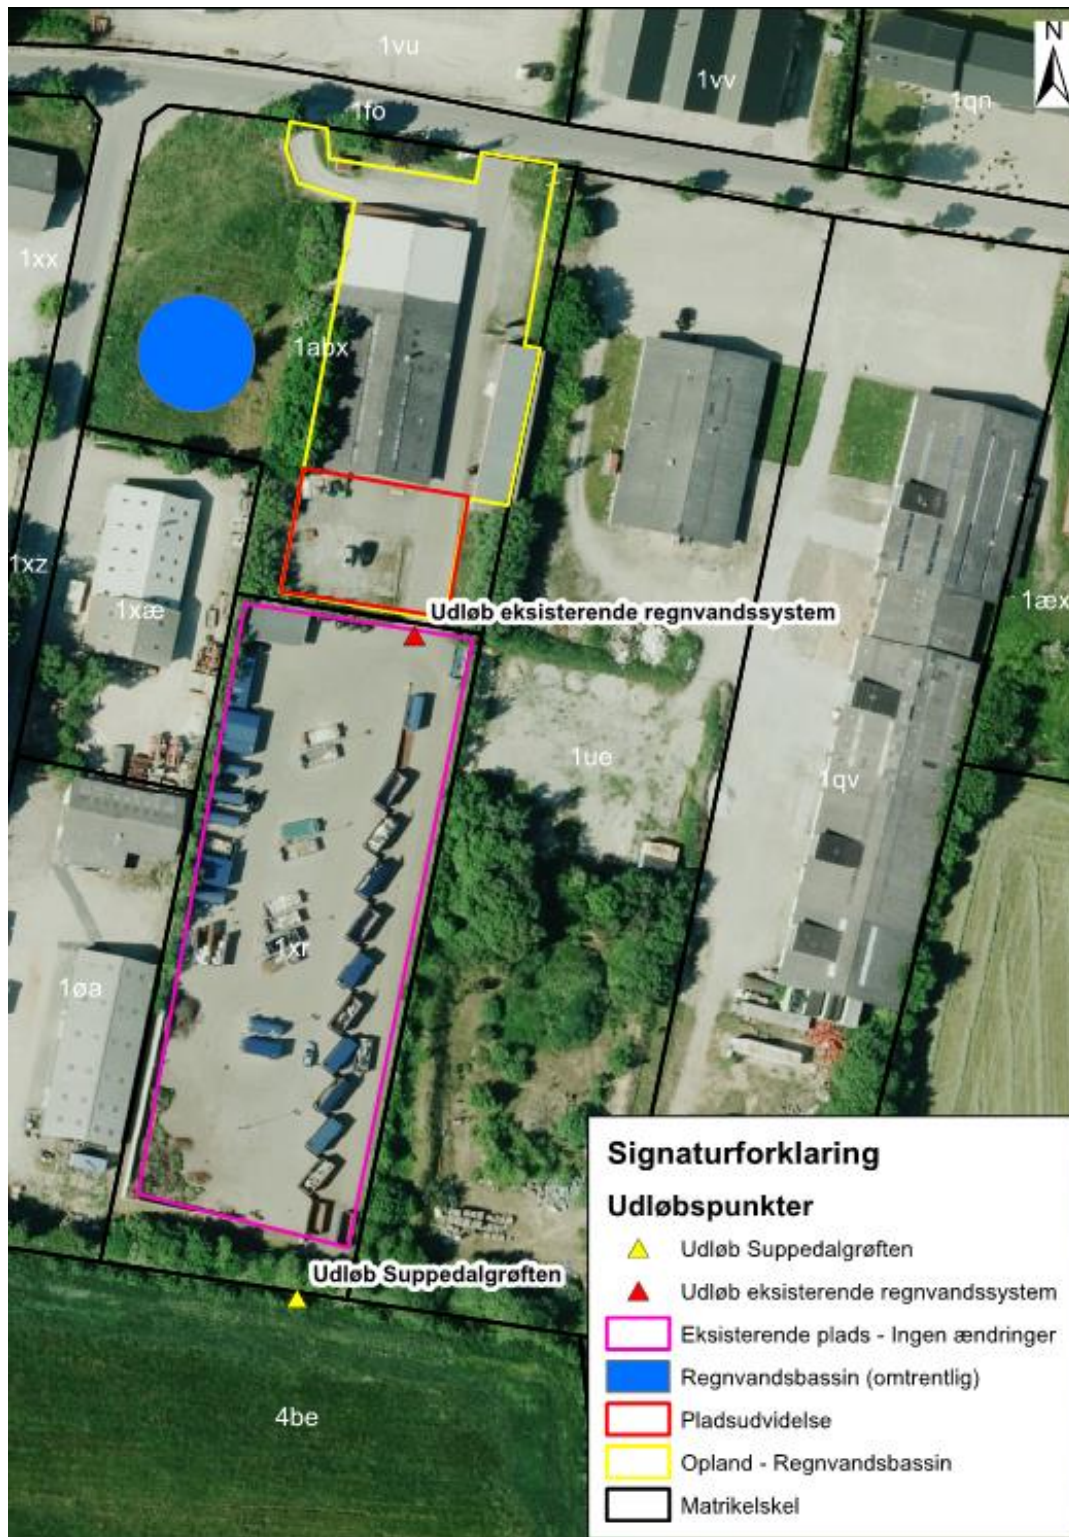 1vu
N
1vv
1fo
1qn
1xx
1abx
1xz
1xæ
1æx
Udløb eksisterende regnvandssystem
1ue
1qv
1xr
1øa
Udløb Suppedalgrøften
4be
Signaturforklaring
Udløbspunkter
Udløb Suppedalgrøften
Udløb eksisterende regnvandssystem
Eksisterende plads - Ingen ændringer
Regnvandsbassin (omtrentlig)
Pladsudvidelse
Opland - Regnvandsbassin
Matrikelskel